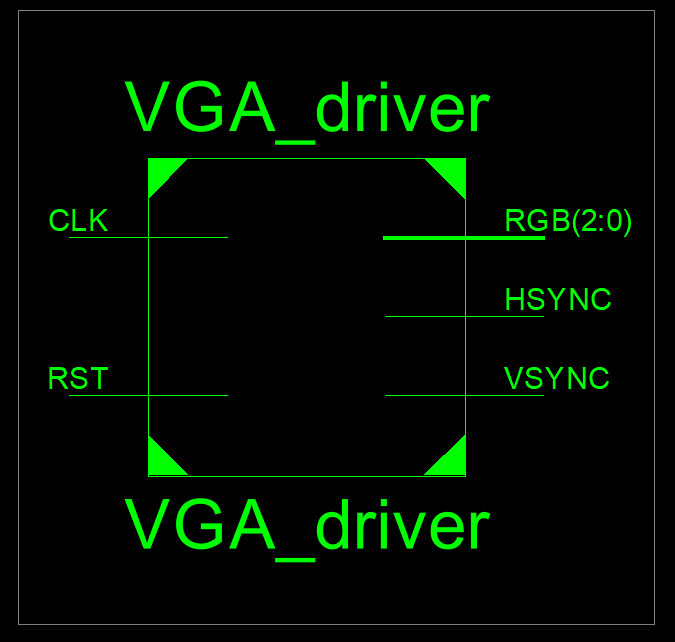 VGA_driver
CLK
RGB(2:0)
HSYNC
RST
VSYNC
VGA_driver